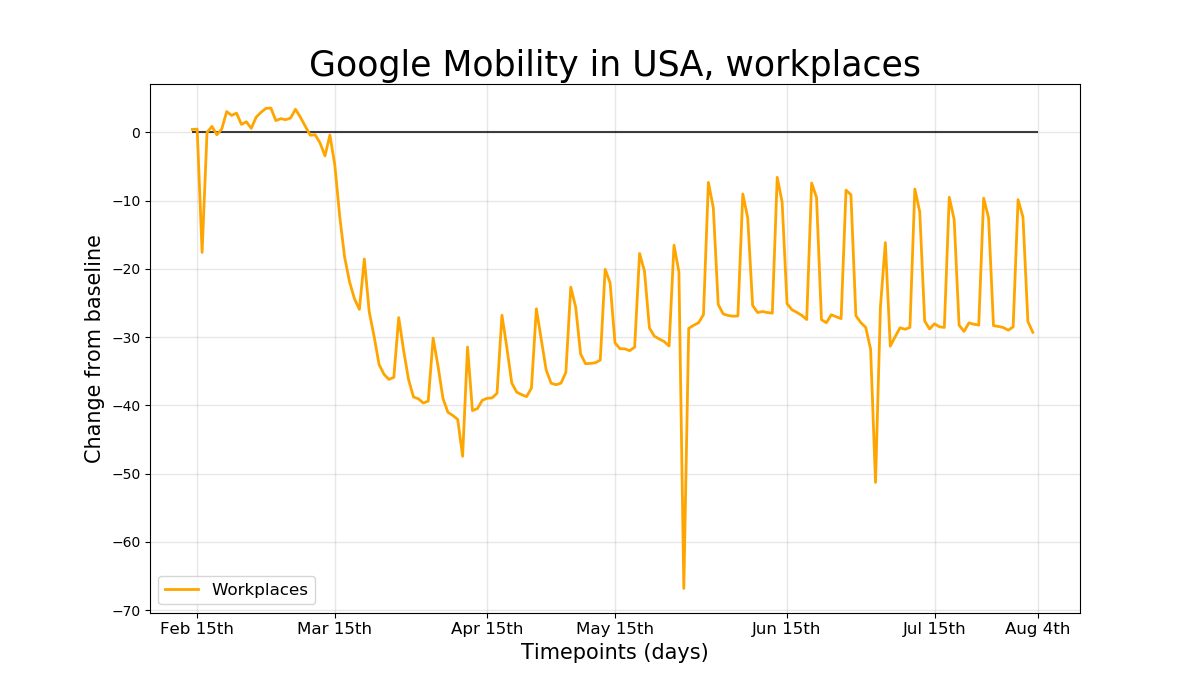 Google Mobility in USA, workplaces
Change from baseline
0
−10
−20
−30
−40
−50
−60
−70
Workplaces
Feb 15th Mar 15th Apr 15th May 15th Jun 15th Jul 15th Aug 4th
Timepoints (days)